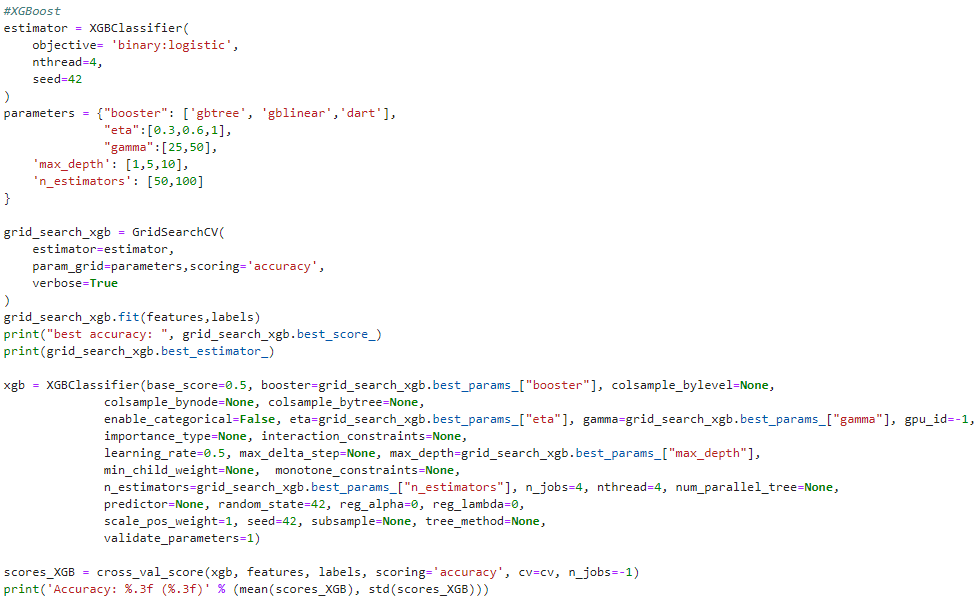 #XGBoost
estimator = XGBClassifier(
    objective= 'binary:logistic',
    nthread=4,
    seed=42
)
parameters = {"booster": ['gbtree', 'gblinear','dart'],
              "eta":[0.3,0.6,1],
              "gamma":[25,50],
    'max_depth': [1,5,10],
    'n_estimators': [50,100]
}

grid_search_xgb = GridSearchCV(
    estimator=estimator,
    param_grid=parameters,scoring='accuracy',
    verbose=True
)
grid_search_xgb.fit(features,labels)
print("best accuracy: ", grid_search_xgb.best_score_)
print(grid_search_xgb.best_estimator_)

xgb = XGBClassifier(base_score=0.5, booster=grid_search_xgb.best_params_["booster"], colsample_bylevel=None,
              colsample_bynode=None, colsample_bytree=None,
              enable_categorical=False, eta=grid_search_xgb.best_params_["eta"], gamma=grid_search_xgb.best_params_["gamma"], gpu_id=-1,
              importance_type=None, interaction_constraints=None,
              learning_rate=0.5, max_delta_step=None, max_depth=grid_search_xgb.best_params_["max_depth"],
              min_child_weight=None,  monotone_constraints=None,
              n_estimators=grid_search_xgb.best_params_["n_estimators"], n_jobs=4, nthread=4, num_parallel_tree=None,
              predictor=None, random_state=42, reg_alpha=0, reg_lambda=0,
              scale_pos_weight=1, seed=42, subsample=None, tree_method=None,
              validate_parameters=1)

scores_XGB = cross_val_score(xgb, features, labels, scoring='accuracy', cv=cv, n_jobs=-1)
print('Accuracy: %.3f (%.3f)' % (mean(scores_XGB), std(scores_XGB)))